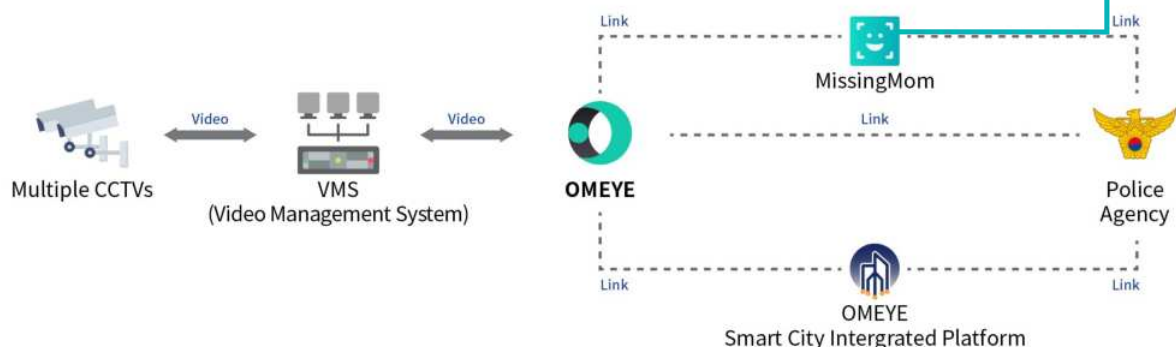 Link
Link
MissingMom
Video
Video
Link
Multiple CCTVs
VMS
(Video Management System)
OMEYE
Police
Agency
Link
Link
OMEYE
Smart City Intergrated Platform